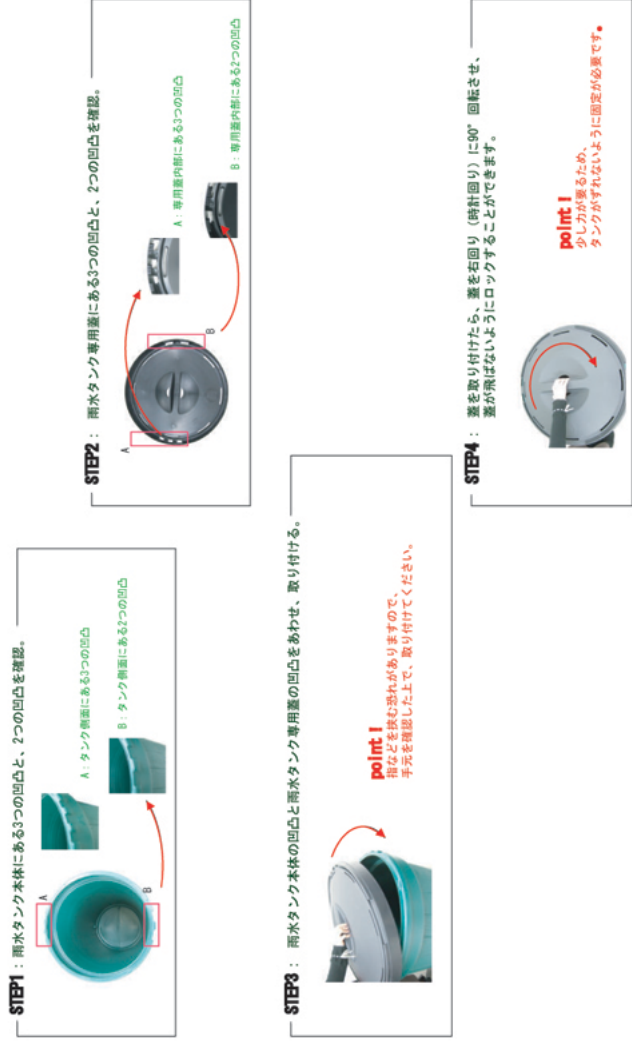 STEP1： 雨水タンク本体にある3つの凹凸と、2つの凹凸を確認。
A
B
A：タンク側面にある3つの凹凸
B：タンク側面にある2つの凹凸
STEP2： 雨水タンク専用蓋にある3つの凹凸と、2つの凹凸を確認。
A
B
A：専用蓋内部にある3つの凹凸
B：専用蓋内部にある2つの凹凸
STEP3： 雨水タンク本体の凹凸と雨水タンク専用蓋の凹凸をあわせ、取り付ける。
point！
指などを挟む恐れがありますので、
手元を確認した上で、取り付けてください。
STEP4： 蓋を取り付けたら、蓋を右回り（時計回り）に90°回転させ、
蓋が飛ばないようにロックすることができます。
point！
少し力が要るため、
タンクがずれないように固定が必要です。